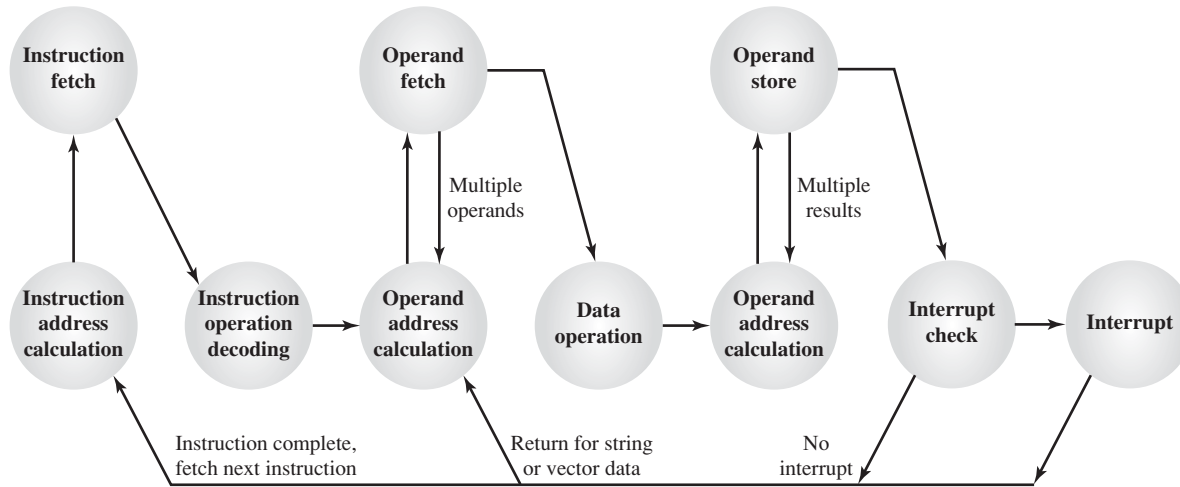 Instruction
fetch
Operand
fetch
Operand
store
Multiple
operands
Multiple
results
Instruction
address
calculation
Instruction
operation
decoding
Operand
address
calculation
Data
operation
Operand
address
calculation
Interrupt
check
Interrupt
Instruction complete,
fetch next instruction
Return for string
or vector data
No
interrupt